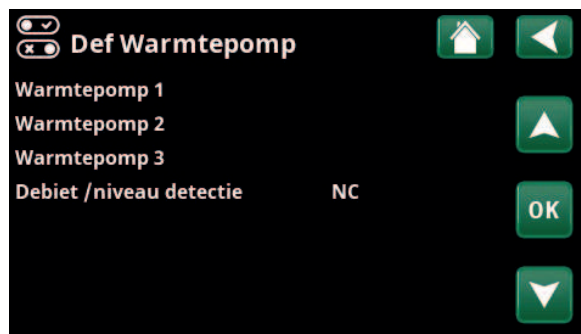 Def Warmtepomp
Warmtepomp 1
Warmtepomp 2
Warmtepomp 3
Debiet /niveau detectie NC
OK